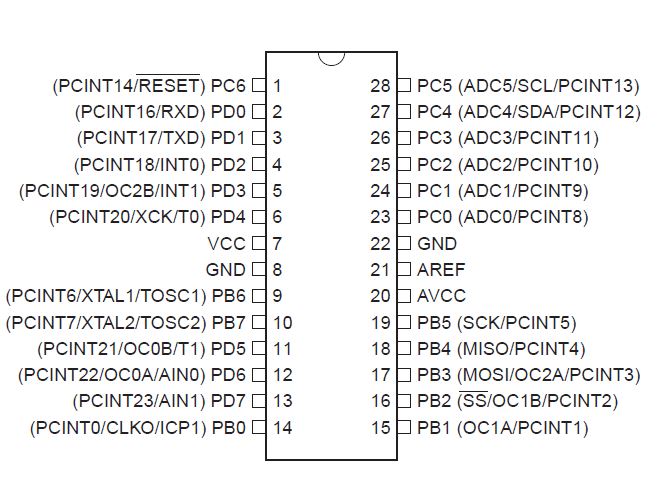 (PCINT14/RESET) PC6 1 28 PC5 (ADC5/SCL/PCINT13)
(PCINT16/RXD) PD0 2 27 PC4 (ADC4/SDA/PCINT12)
(PCINT17/TXD) PD1 3 26 PC3 (ADC3/PCINT11)
(PCINT18/INT0) PD2 4 25 PC2 (ADC2/PCINT10)
(PCINT19/OC2B/INT1) PD3 5 24 PC1 (ADC1/PCINT9)
(PCINT20/XCK/T0) PD4 6 23 PC0 (ADC0/PCINT8)
VCC 7 22 GND
GND 8 21 AREF
(PCINT6/XTAL1/TOSC1) PB6 9 20 AVCC
(PCINT7/XTAL2/TOSC2) PB7 10 19 PB5 (SCK/PCINT5)
(PCINT21/OC0B/T1) PD5 11 18 PB4 (MISO/PCINT4)
(PCINT22/OC0A/AIN0) PD6 12 17 PB3 (MOSI/OC2A/PCINT3)
(PCINT23/AIN1) PD7 13 16 PB2 (SS/OC1B/PCINT2)
(PCINT0/CLKO/ICP1) PB0 14 15 PB1 (OC1A/PCINT1)